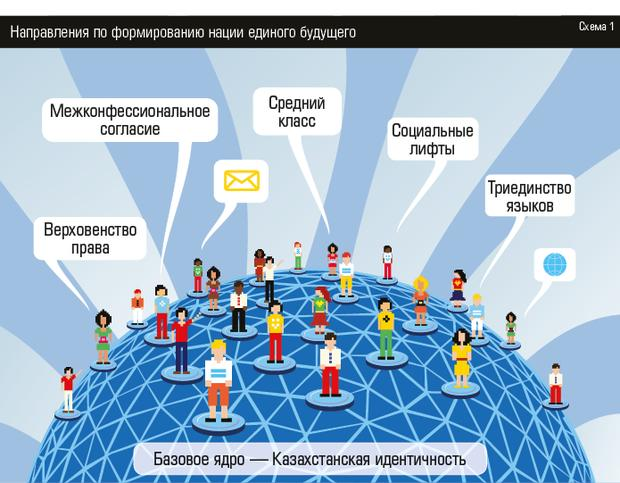 Направления по формированию нации единого будущего
Схема 1
Межконфессиональное
согласие
Средний
класс
Социальные
лифты
Триединство
языков
Верховенство
права
Базовое ядро — Казахстанская идентичность